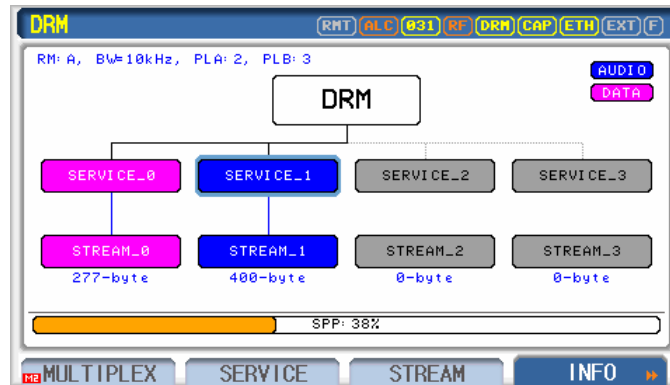 DRM RMT ALC 031 RF DRM CAP ETH EXT F
RM: A, BW=10kHz, PLA: 2, PLB: 3
AUDIO
DATA
DRM
SERVICE_0 SERVICE_1 SERVICE_2 SERVICE_3
STREAM_0 STREAM_1 STREAM_2 STREAM_3
277-byte 400-byte 0-byte 0-byte
SPP: 38%
M2 MULTIPLEX SERVICE STREAM INFO